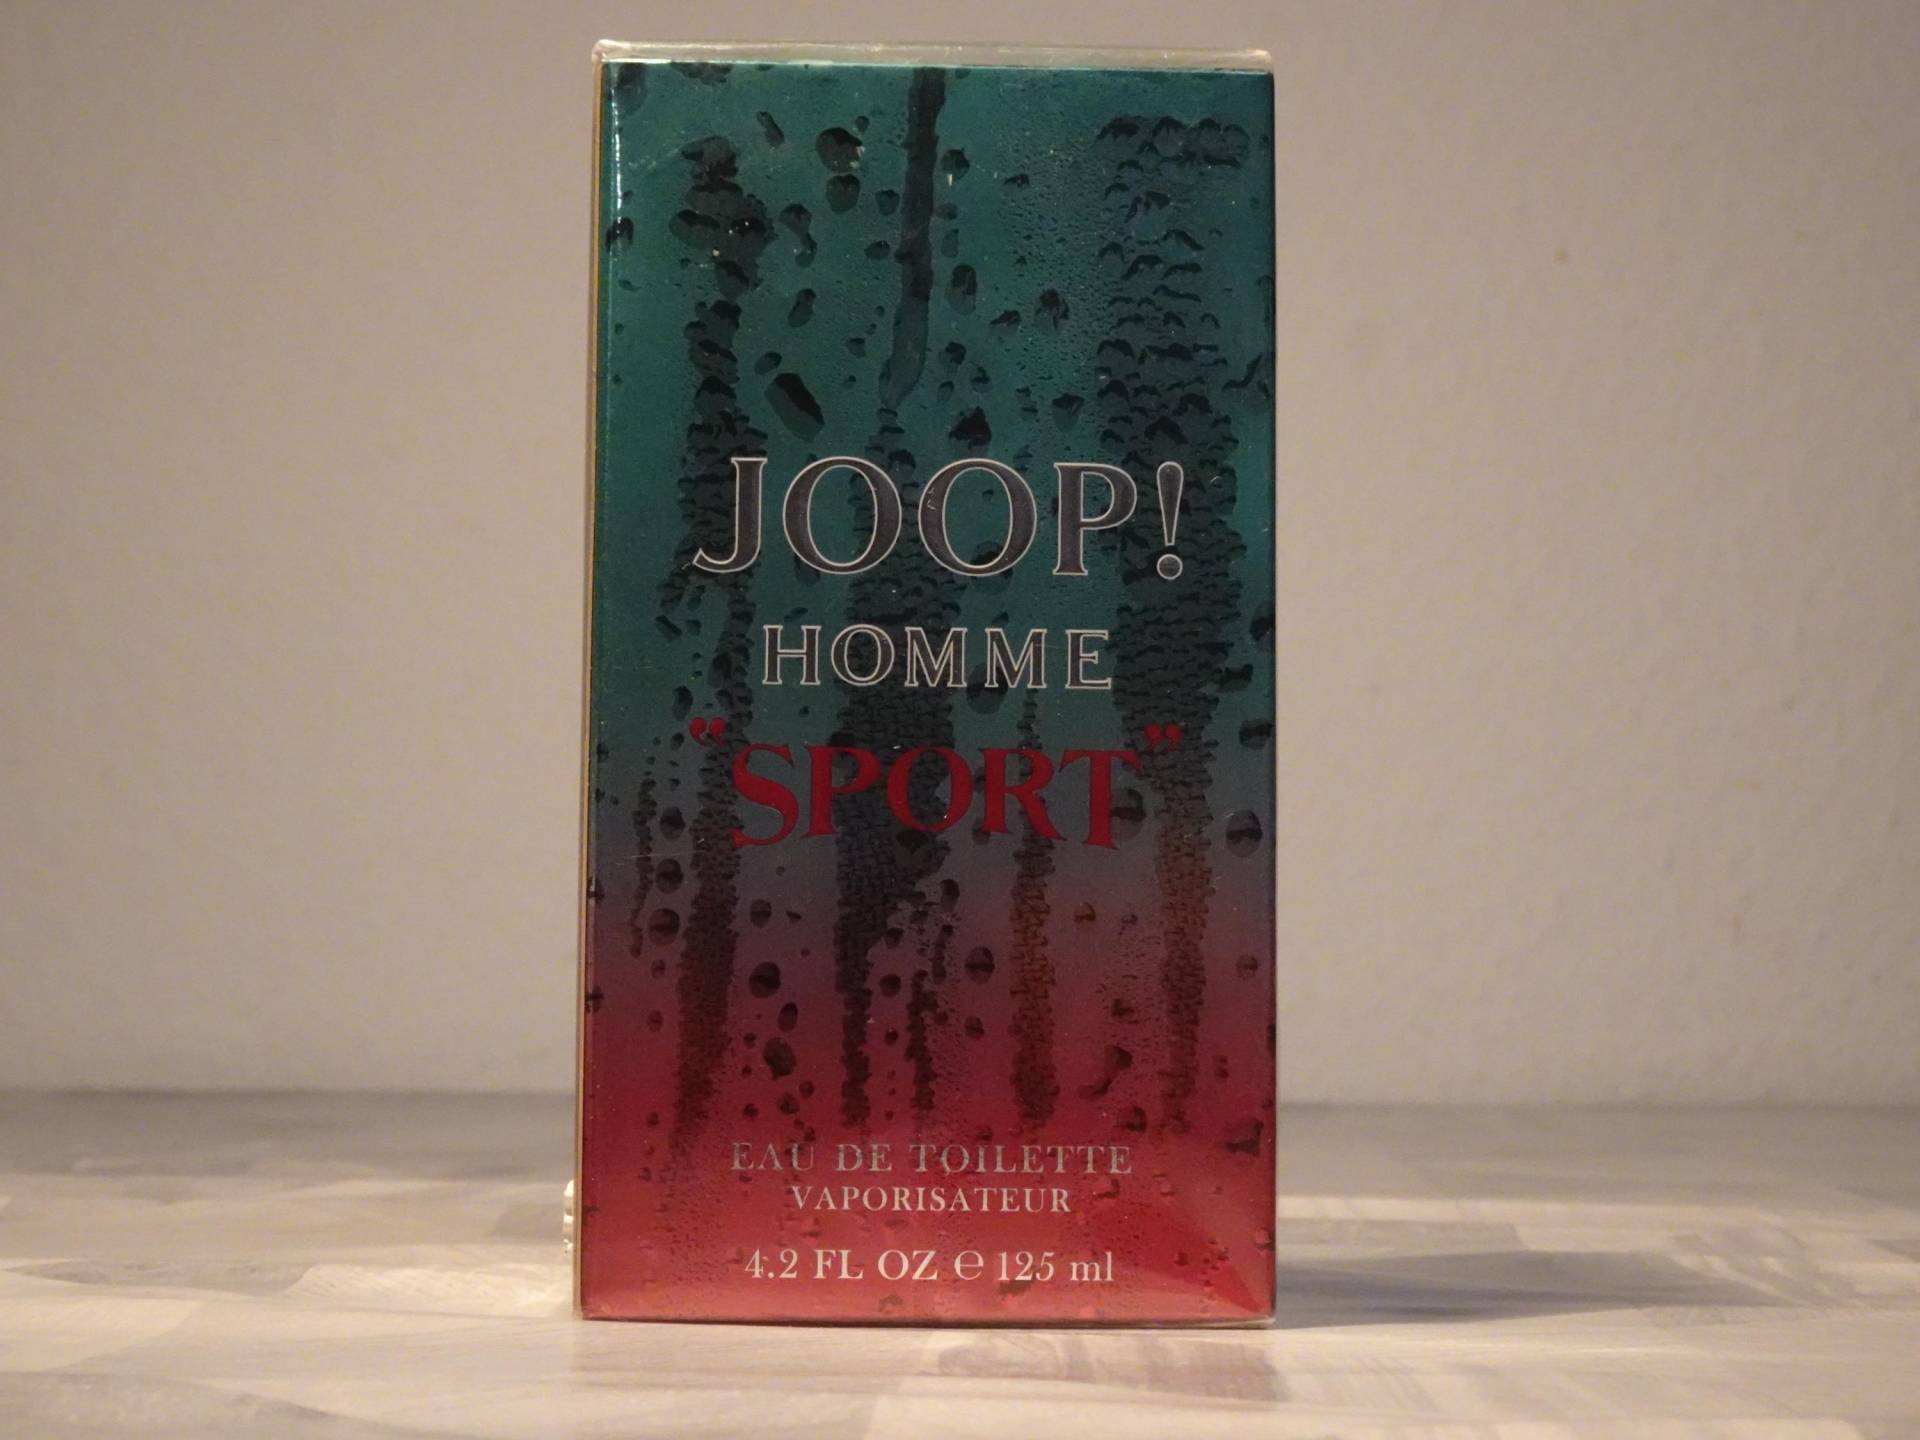 JOOP!
HOMME
“SPORT”
EAU DE TOILETTE
VAPORISATEUR
4.2 FL OZ ℮ 125 ml